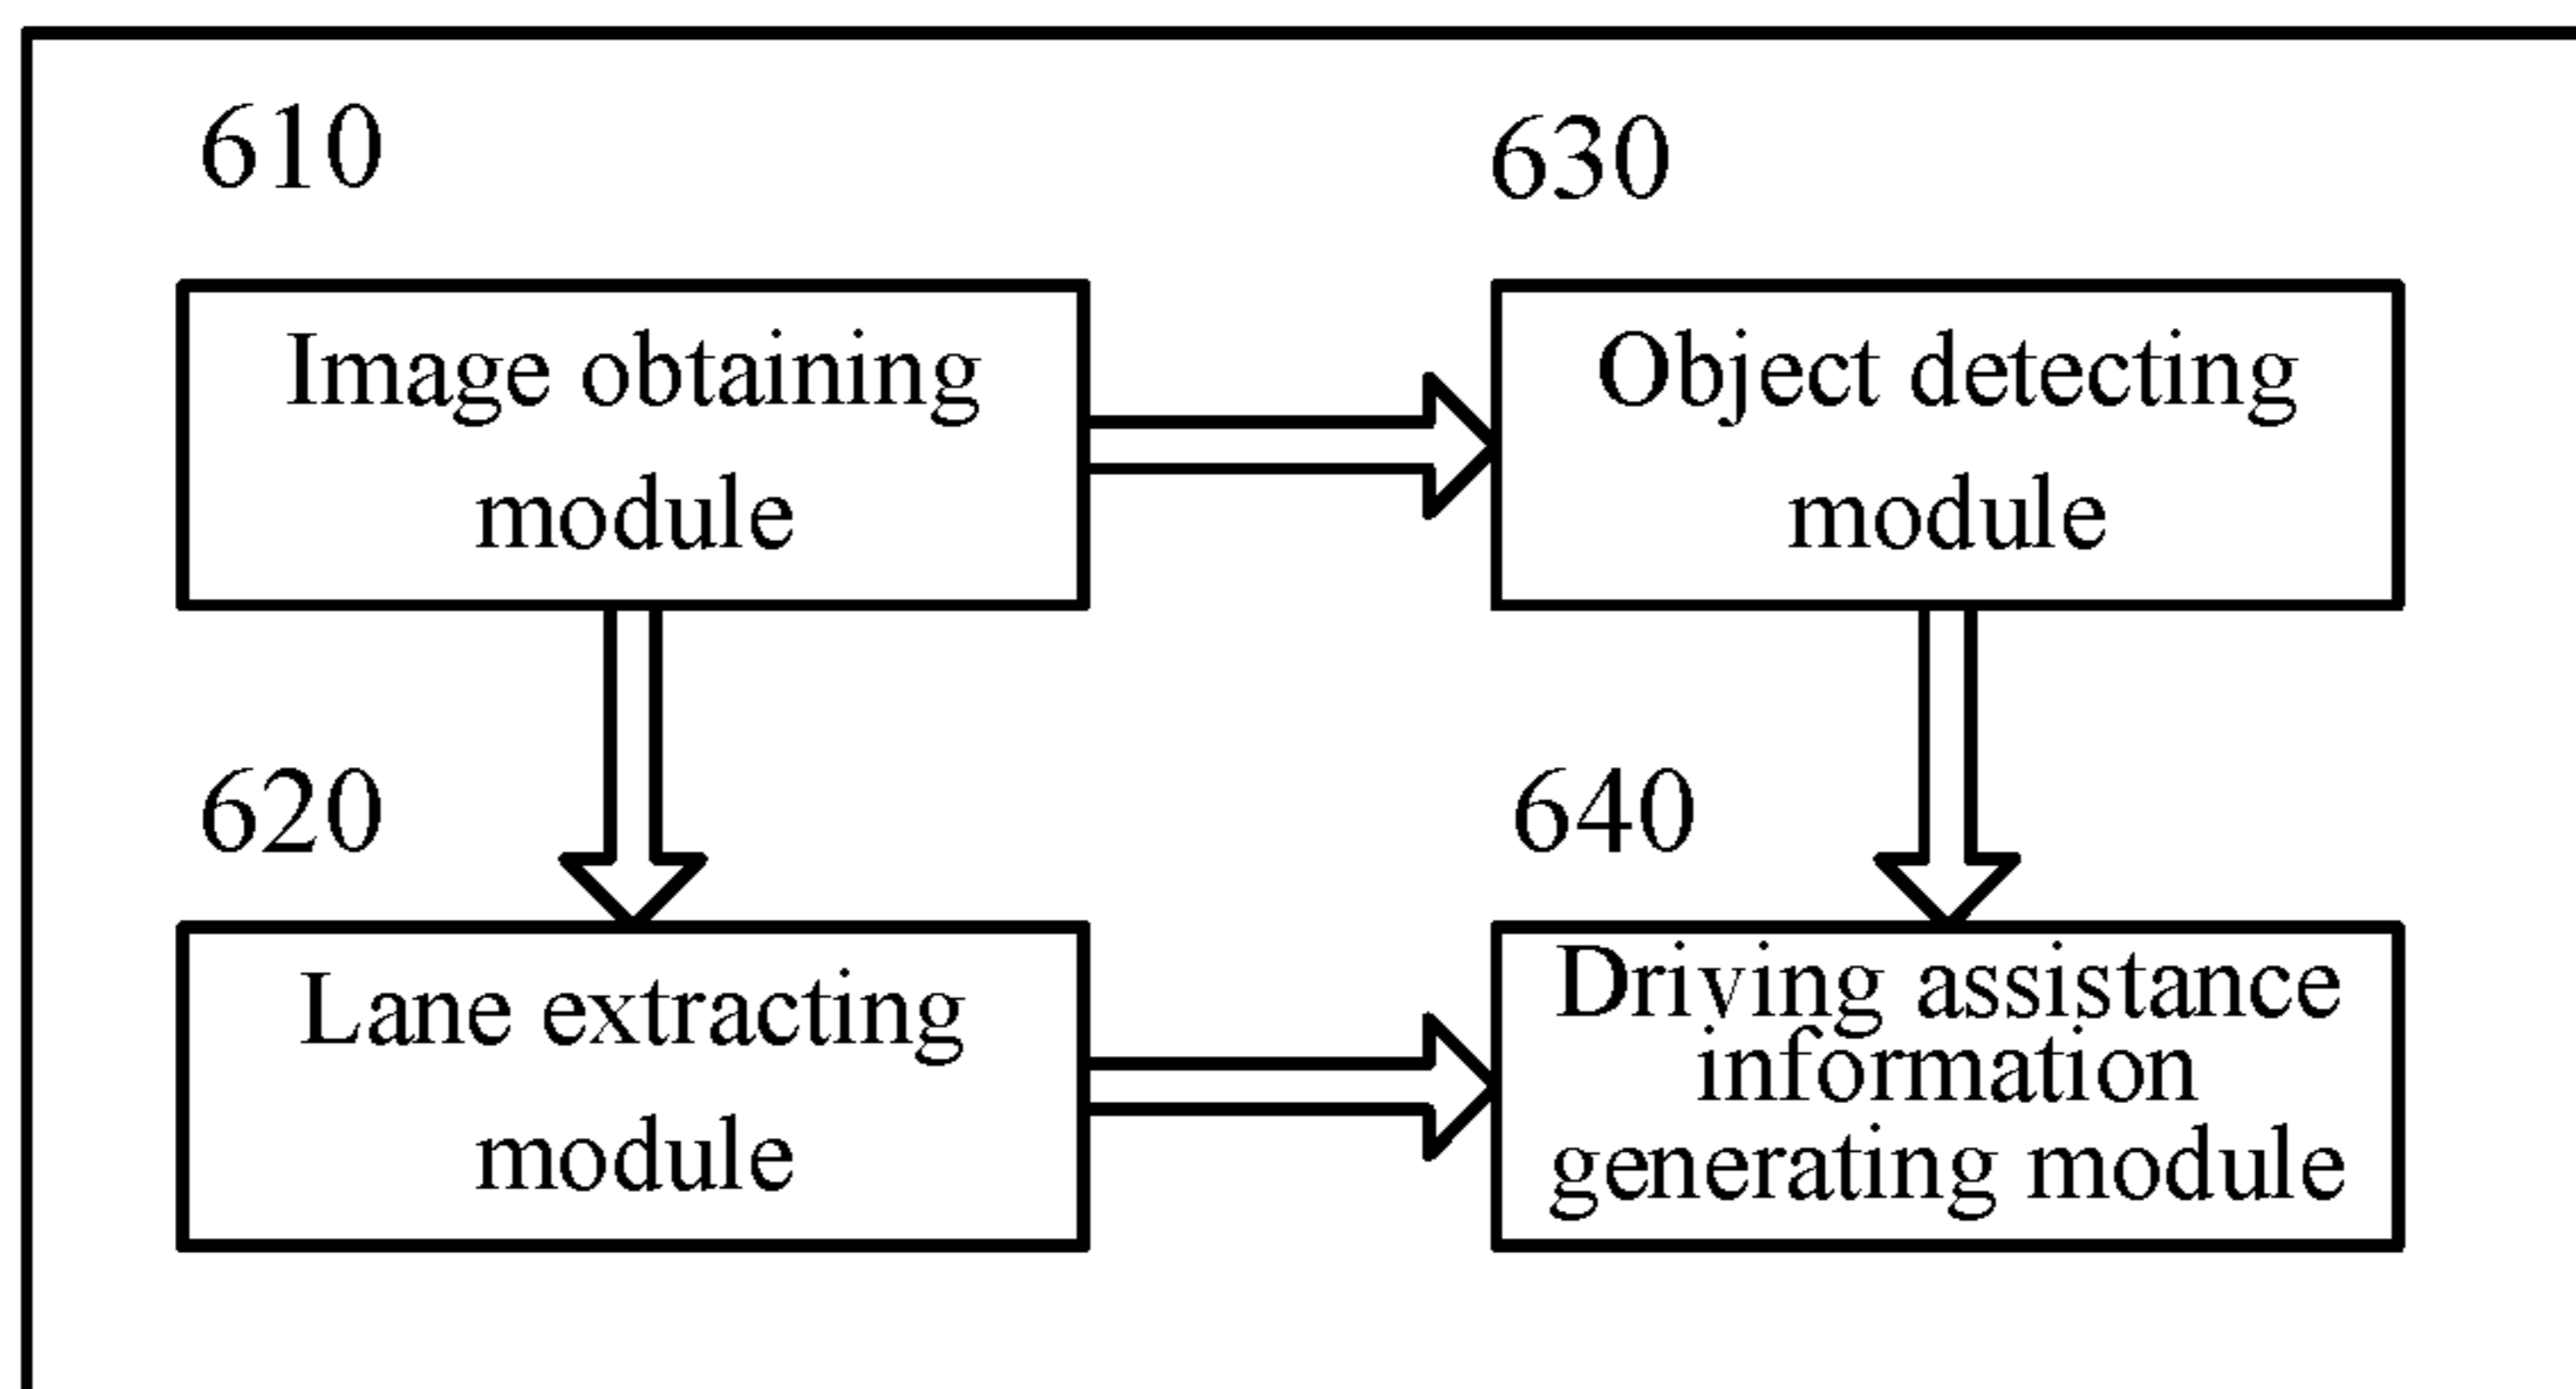 610
Image obtaining
module
630
Object detecting
module
620
Lane extracting
module
640
Driving assistance
information
generating module